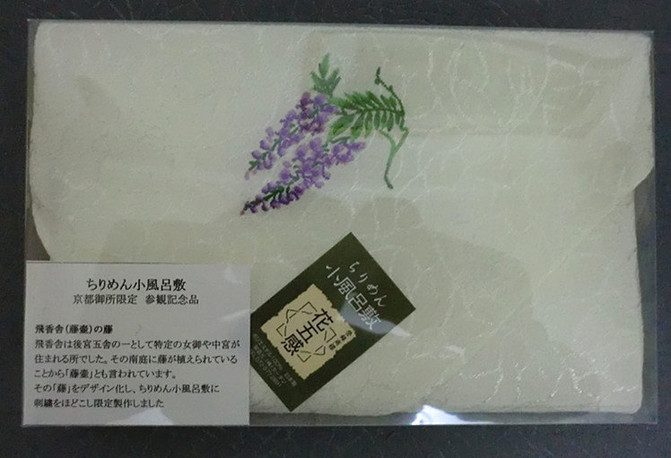 ちりめん小風呂敷
京都御所限定 参観記念品
飛香舎(藤壷)の藤
飛香舎は後宮五舎の一として特定の女御や中宮が
住まれる所でした。その南庭に藤が植えられている
ことから「藤壷」とも言われています。
その「藤」をデザイン化し、ちりめん小風呂敷に
刺繍をほどこし限定製作しました
ちりめん
小風呂敷
花五感